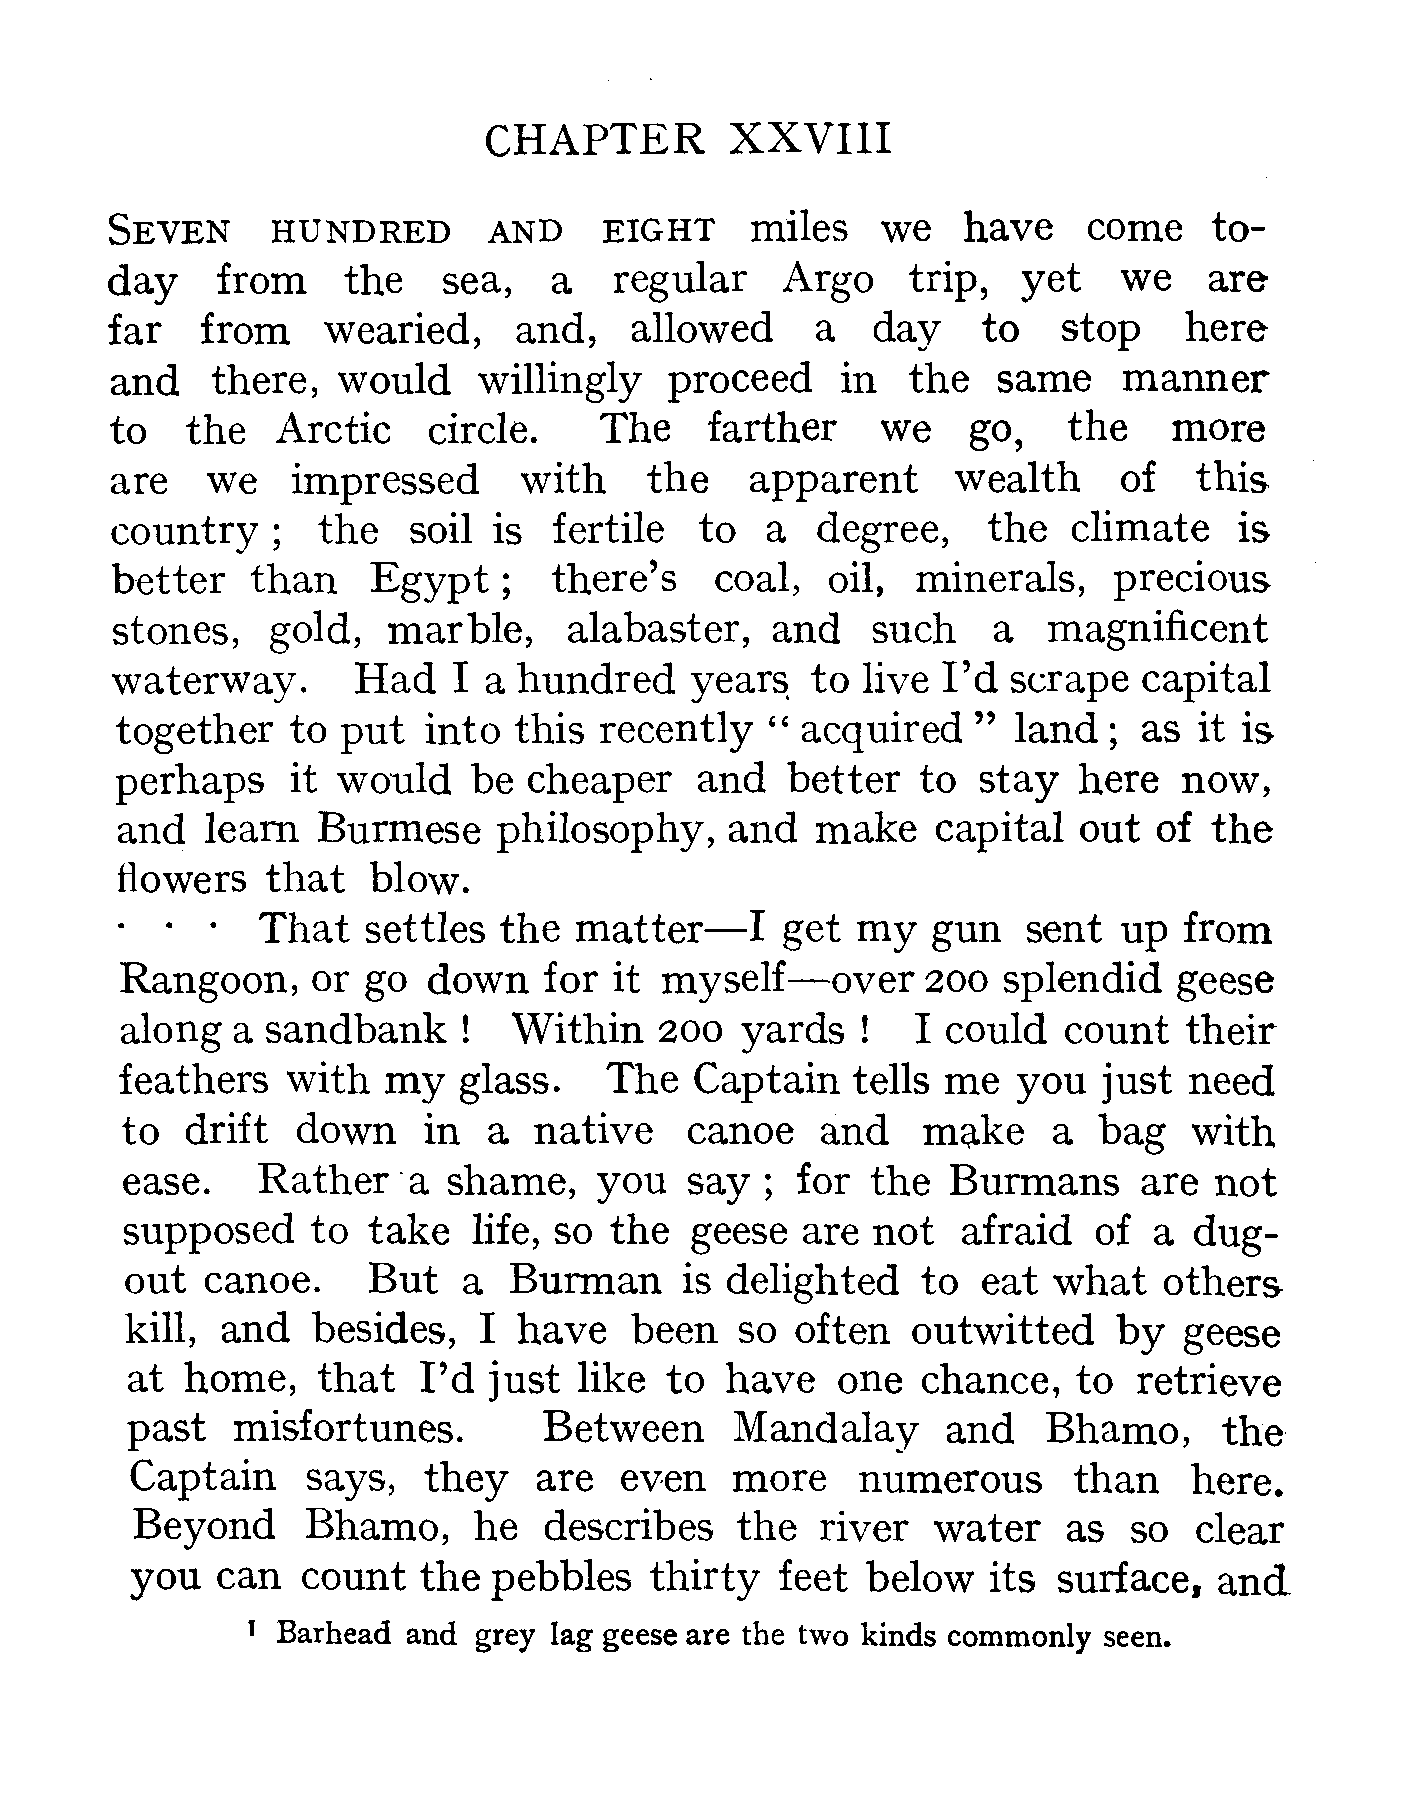 CHAPTER XXVIII
SEVEN HUNDRED AND EIGHT miles we have come to-
day from the sea, a regular Argo trip, yet we are
far from wearied, and, allowed a day to stop here
and there, would willingly proceed in the same manner
to the Arctic circle. The farther we go, the more
are we impressed with the apparent wealth of this
country ; the soil is fertile to a degree, the climate is
better than Egypt ; there's coal, oil, minerals, precious
stones, gold, marble, alabaster, and such a magnificent
waterway. Had I a hundred years to live I'd scrape capital
together to put into this recently “ acquired ” land ; as it is
perhaps it would be cheaper and better to stay here now,
and learn Burmese philosophy, and make capital out of the
flowers that blow.
. . . That settles the matter—I get my gun sent up from
Rangoon, or go down for it myself—over 200 splendid geese
along a sandbank ! Within 200 yards ! I could count their
feathers with my glass. The Captain tells me you just need
to drift down in a native canoe and make a bag with
ease. Rather a shame, you say ; for the Burmans are not
supposed to take life, so the geese are not afraid of a dug-
out canoe. But a Burman is delighted to eat what others
kill, and besides, I have been so often outwitted by geese
at home, that I'd just like to have one chance, to retrieve
past misfortunes. Between Mandalay and Bhamo, the
Captain says, they are even more numerous than here.
Beyond Bhamo, he describes the river water as so clear
you can count the pebbles thirty feet below its surface, and
1 Barhead and grey lag geese are the two kinds commonly seen.